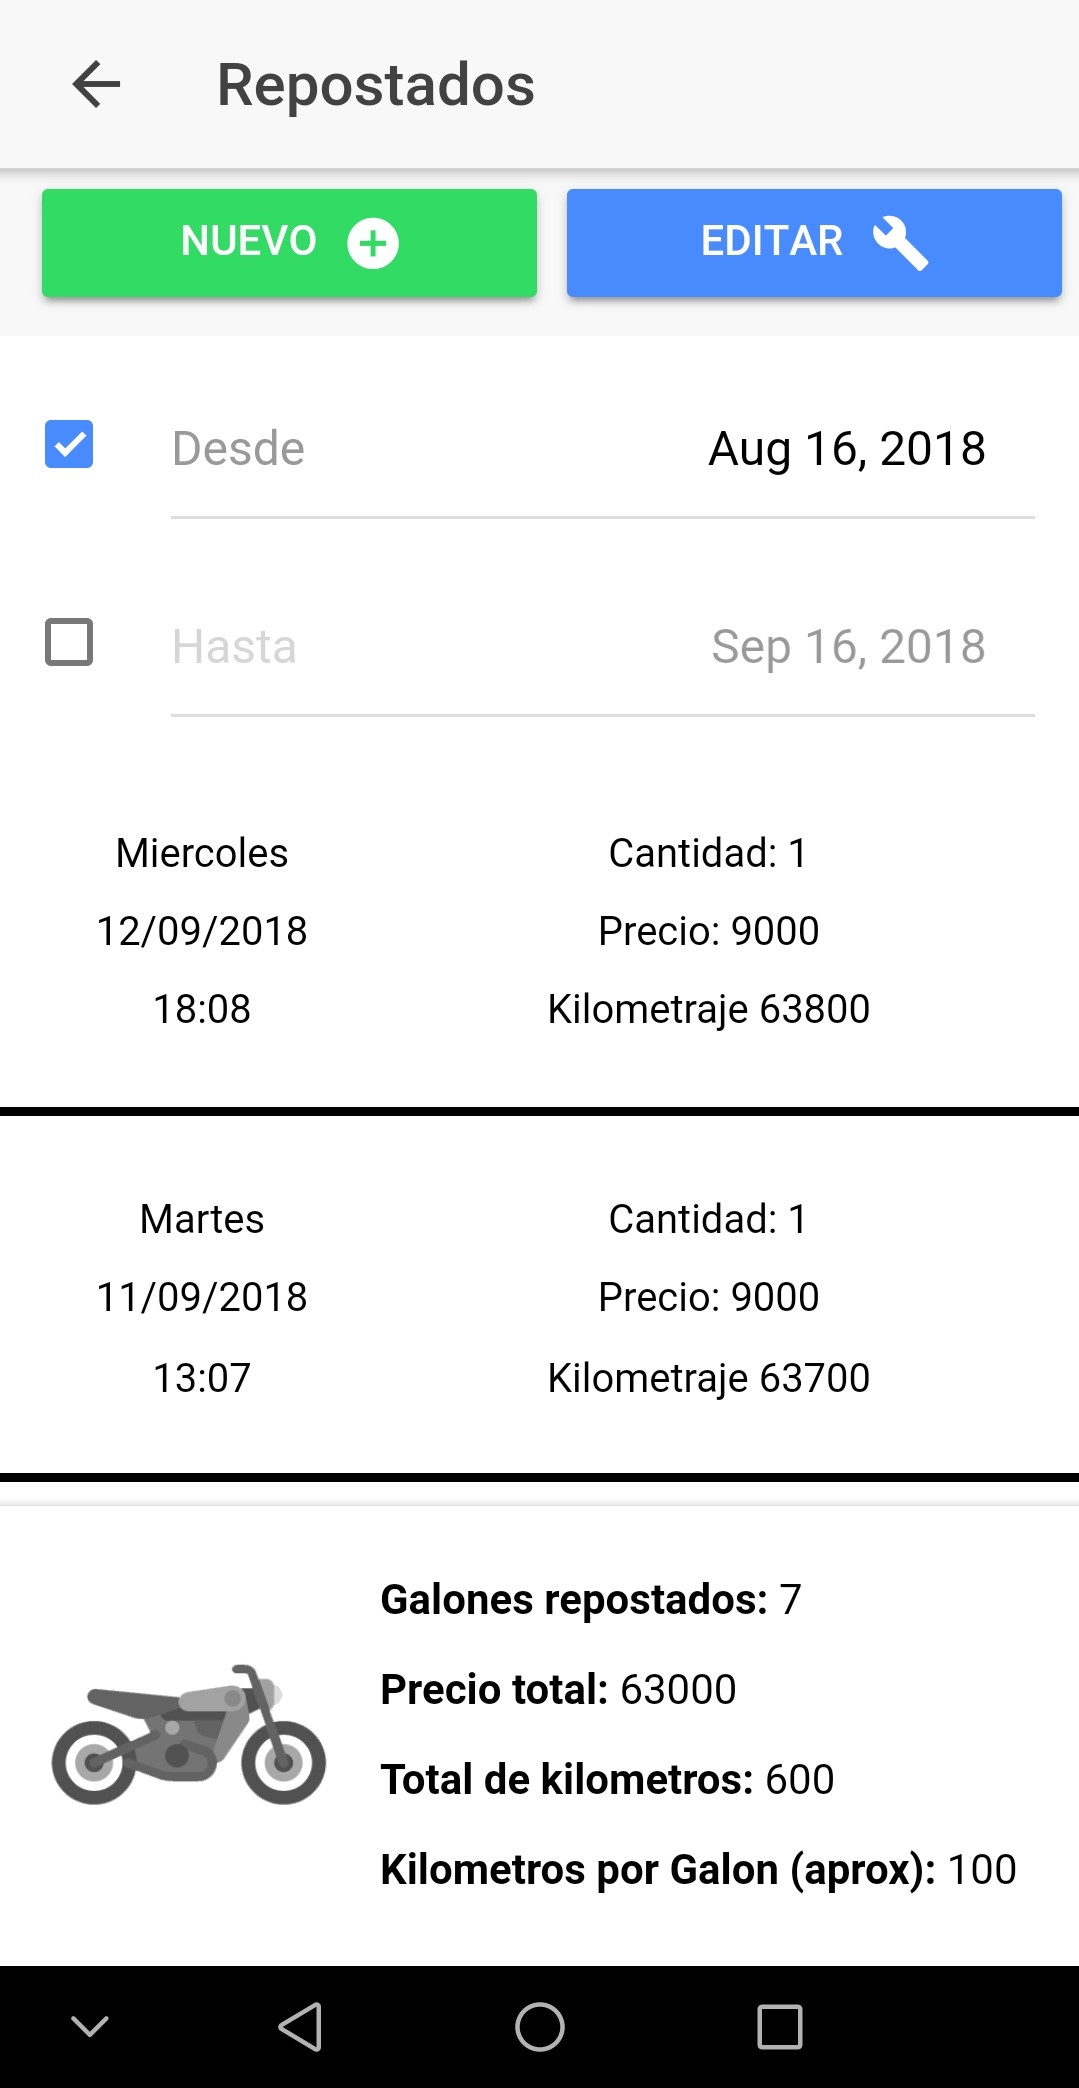 Repostados
NUEVO
EDITAR
Desde Aug 16, 2018
Hasta Sep 16, 2018
Miercoles Cantidad: 1
12/09/2018 Precio: 9000
18:08 Kilometraje 63800
Martes Cantidad: 1
11/09/2018 Precio: 9000
13:07 Kilometraje 63700
Galones repostados: 7
Precio total: 63000
Total de kilometros: 600
Kilometros por Galon (aprox): 100